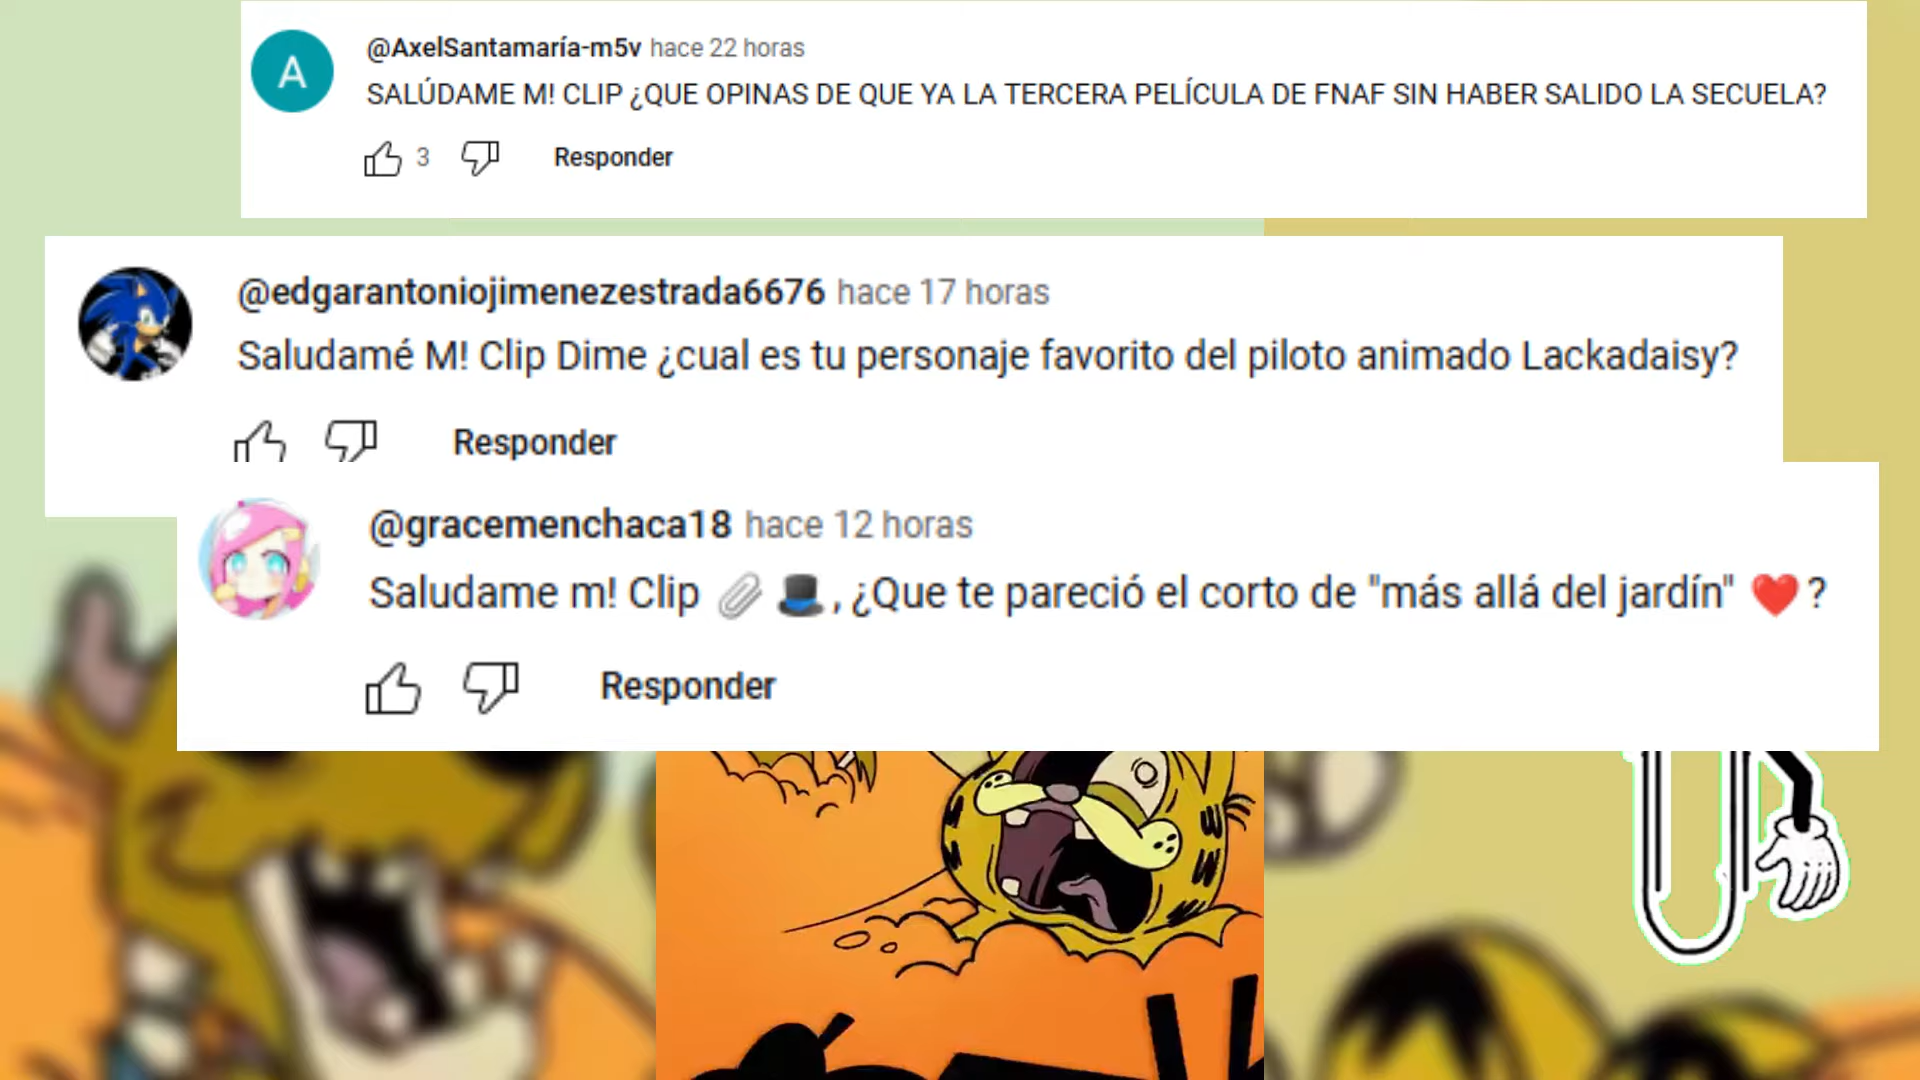 @AxelSantamaría-m5v hace 22 horas
SALÚDAME M! CLIP ¿QUE OPINAS DE QUE YA LA TERCERA PELÍCULA DE FNAF SIN HABER SALIDO LA SECUELA?
3 Responder
@edgarantoniojimenezestrada6676 hace 17 horas
Saludamé M! Clip Dime ¿cual es tu personaje favorito del piloto animado Lackadaisy?
Responder
@gracemenchaca18 hace 12 horas
Saludame m! Clip 📎 🎩, ¿Que te pareció el corto de "más allá del jardín" ❤️?
Responder